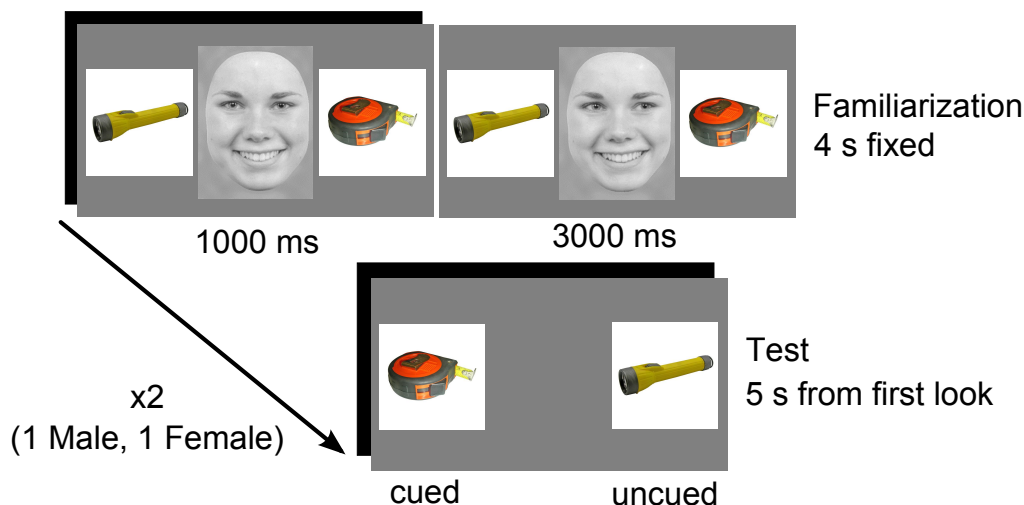 Familiarization
4 s fixed
1000 ms
3000 ms
Test
5 s from first look
x2
(1 Male, 1 Female)
cued
uncued